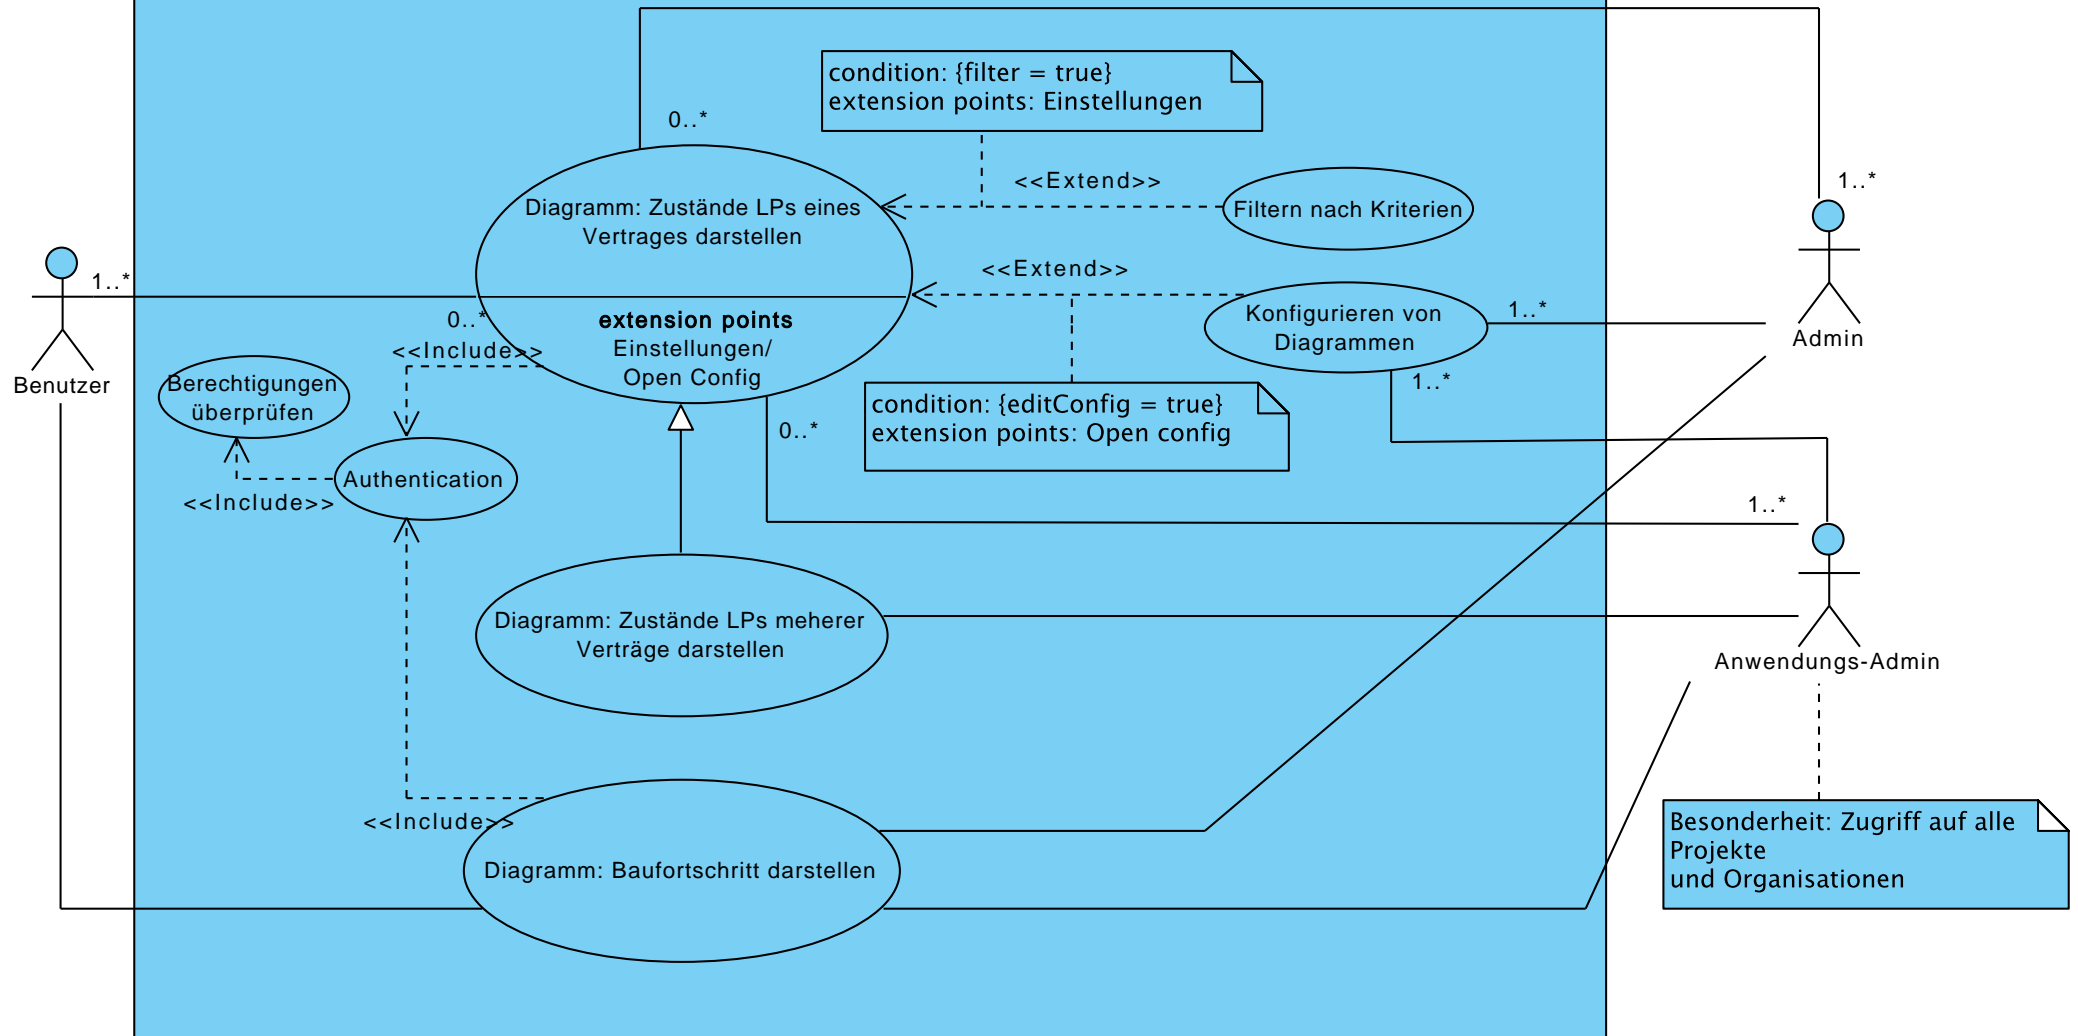 condition: {filter = true}
extension points: Einstellungen
0..*
1..*
<<Extend>>
Diagramm: Zustände LPs eines
Vertrages darstellen
Filtern nach Kriterien
<<Extend>>
1..*
0..*
extension points
Einstellungen/
Open Config
Konfigurieren von
Diagrammen
1..*
Admin
<<Include>>
Benutzer
Berechtigungen
überprüfen
1..*
condition: {editConfig = true}
extension points: Open config
0..*
Authentication
<<Include>>
1..*
Diagramm: Zustände LPs meherer
Verträge darstellen
Anwendungs-Admin
<<Include>>
Diagramm: Baufortschritt darstellen
Besonderheit: Zugriff auf alle
Projekte
und Organisationen